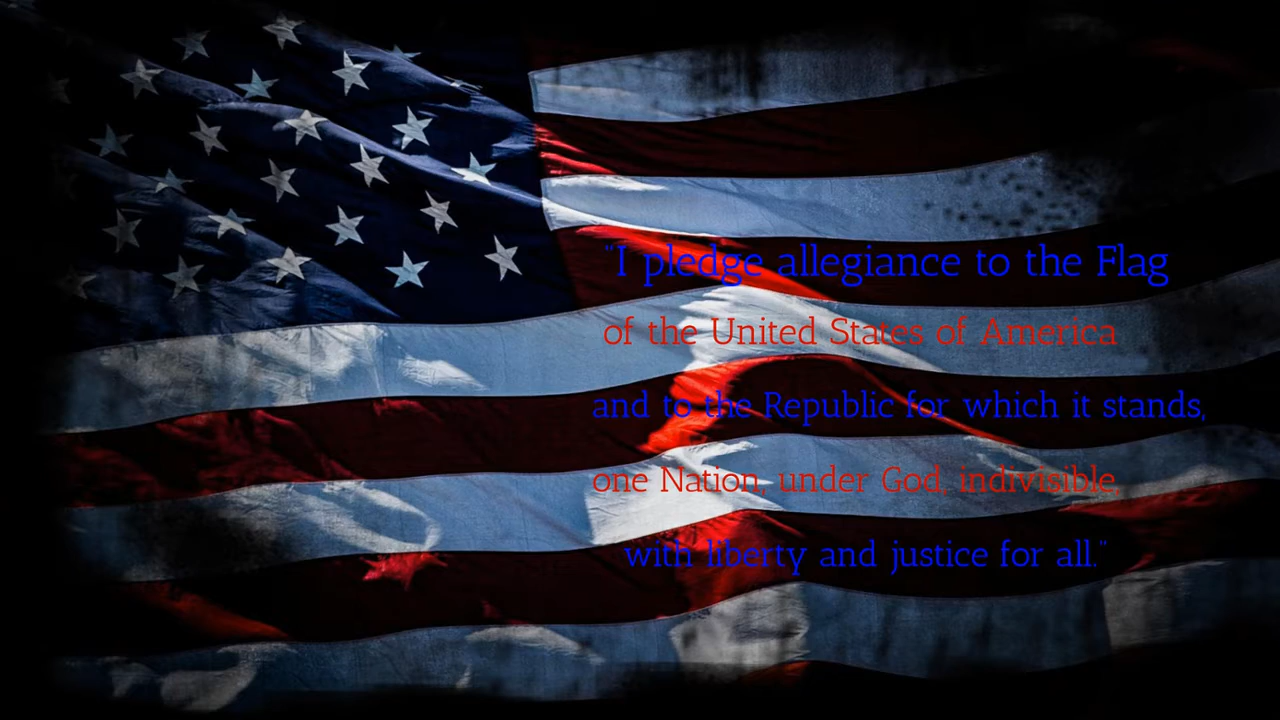 "I pledge allegiance to the Flag
of the United States of America
and to the Republic for which it stands,
one Nation, under God, indivisible,
with liberty and justice for all."